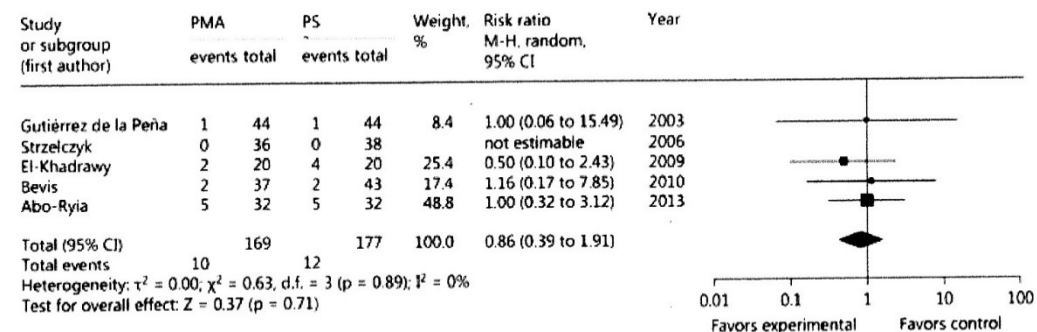 Study PMA PS Weight, Risk ratio Year
or subgroup events total events total % M-H, random,
(first author) 95% CI
Gutiérrez de la Peña 1 44 1 44 8.4 1.00 (0.06 to 15.49) 2003
Strzelczyk 0 36 0 38 not estimable 2006
El-Khadrawy 2 20 4 20 25.4 0.50 (0.10 to 2.43) 2009
Bevis 2 37 2 43 17.4 1.16 (0.17 to 7.85) 2010
Abo-Ryia 5 32 5 32 48.8 1.00 (0.32 to 3.12) 2013
Total (95% CI) 169 177 100.0 0.86 (0.39 to 1.91)
Total events 10 12
Heterogeneity: τ² = 0.00; χ² = 0.63, d.f. = 3 (p = 0.89); I² = 0%
Test for overall effect: Z = 0.37 (p = 0.71)
0.01 0.1 1 10 100
Favors experimental Favors control